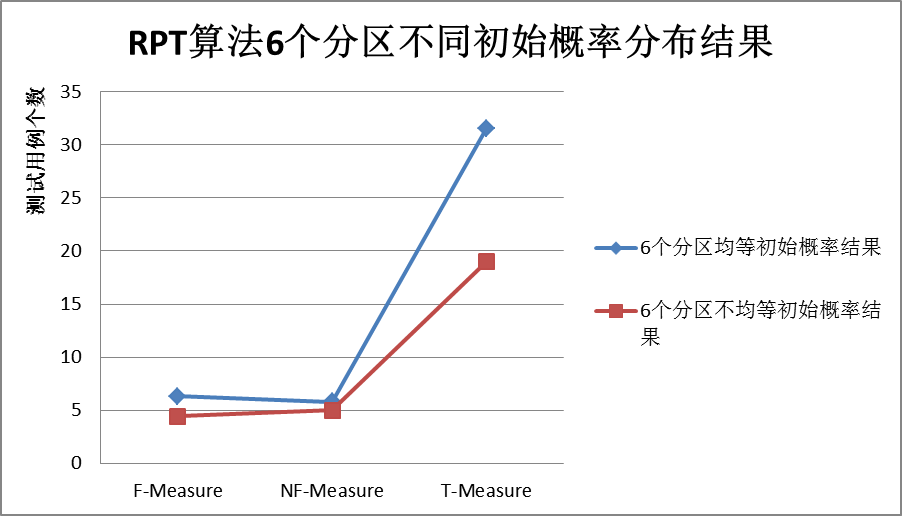 RPT算法6个分区不同初始概率分布结果
测试用例个数
35
30
25
20
15
10
5
0
F-Measure
NF-Measure
T-Measure
6个分区均等初始概率结果
6个分区不均等初始概率结
果